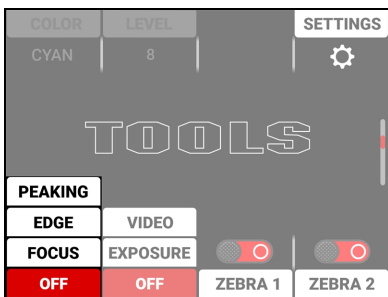 COLOR LEVEL SETTINGS
CYAN 8
TOOLS
PEAKING
EDGE VIDEO
FOCUS EXPOSURE
OFF OFF ZEBRA 1 ZEBRA 2